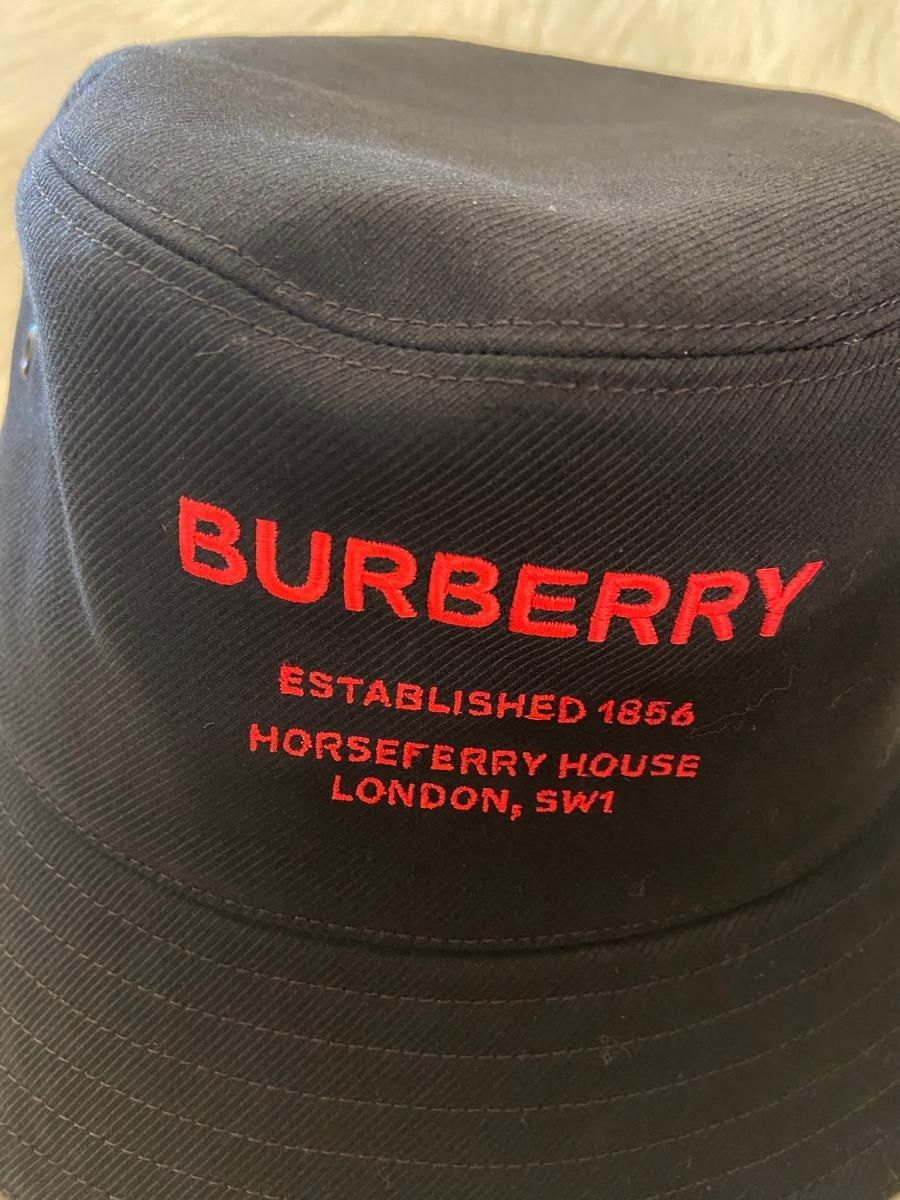 BURBERRY
ESTABLISHED 1856
HORSEFERRY HOUSE
LONDON, SW1